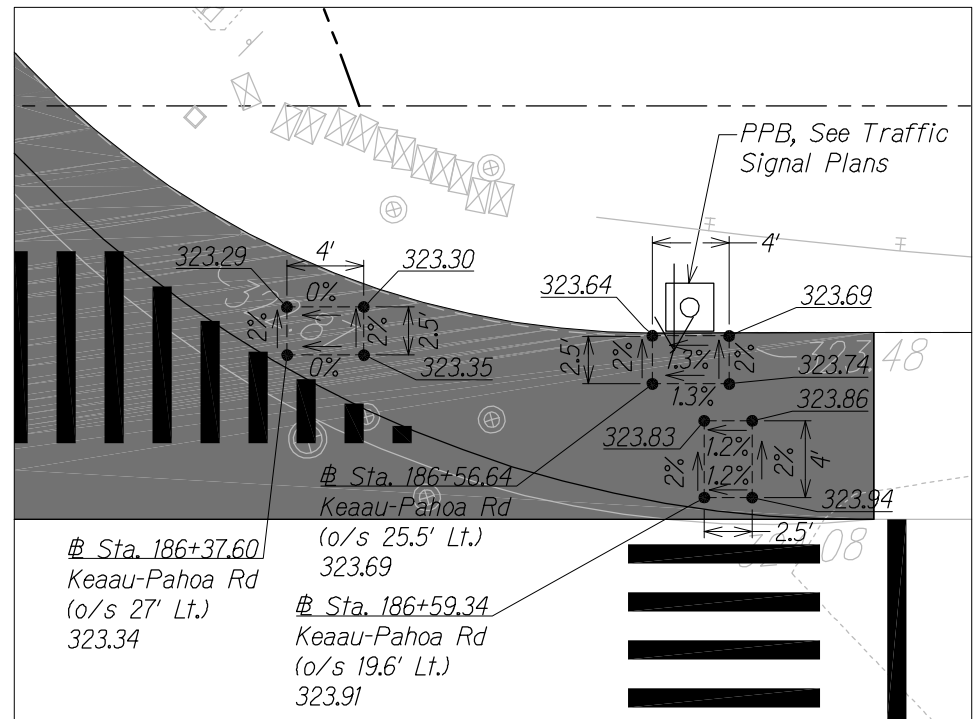 PPB, See Traffic
Signal Plans
4'
323.29
4'
323.30
0%
2%
2%
2.5'
0%
323.35
323.64
323.69
2.5'
2%
1.3%
2%
323.48
323.74
1.3%
323.86
323.83
1.2%
2%
2%
4'
1.2%
323.94
2.5'
℄ Sta. 186+56.64
Keaau-Pahoa Rd
(o/s 25.5' Lt.)
323.69
℄ Sta. 186+37.60
Keaau-Pahoa Rd
(o/s 27' Lt.)
323.34
℄ Sta. 186+59.34
Keaau-Pahoa Rd
(o/s 19.6' Lt.)
323.91